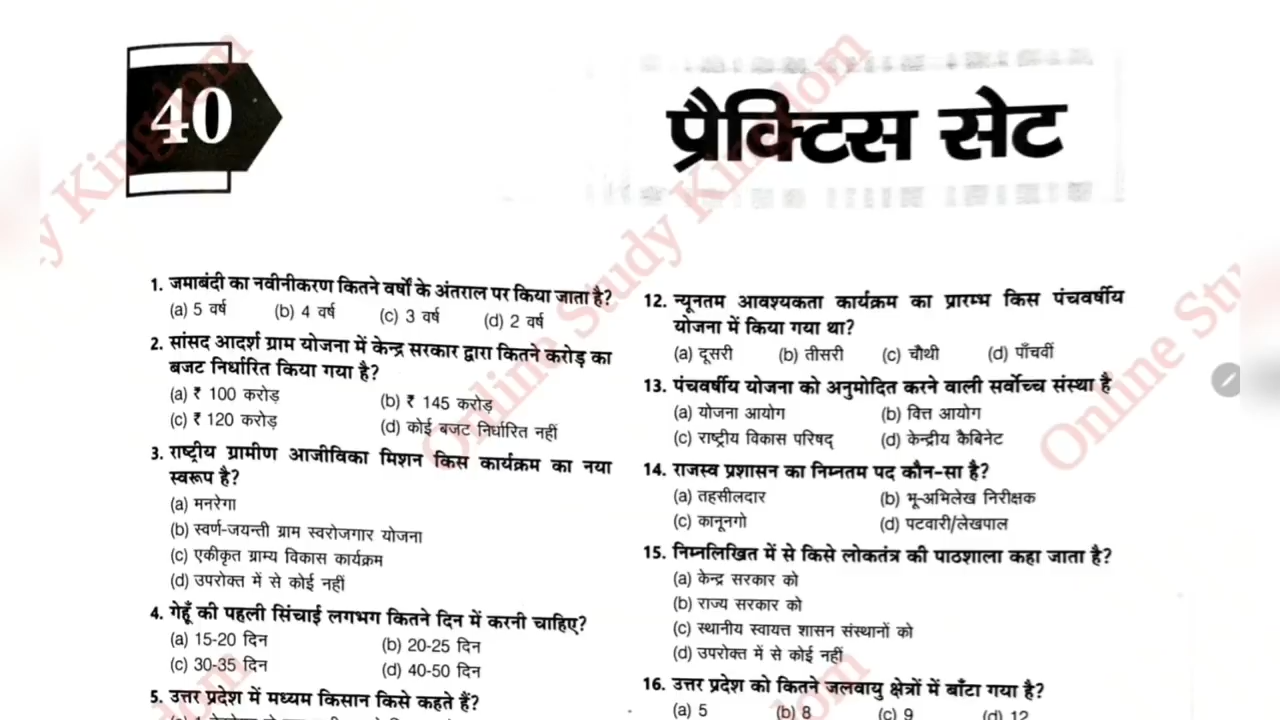 40
प्रैक्टिस सेट
1. जमाबंदी का नवीनीकरण कितने वर्षों के अंतराल पर किया जाता है?
(a) 5 वर्ष (b) 4 वर्ष (c) 3 वर्ष (d) 2 वर्ष
2. सांसद आदर्श ग्राम योजना में केन्द्र सरकार द्वारा कितने करोड़ का
बजट निर्धारित किया गया है?
(a) ₹ 100 करोड़ (b) ₹ 145 करोड़
(c) ₹ 120 करोड़ (d) कोई बजट निर्धारित नहीं
3. राष्ट्रीय ग्रामीण आजीविका मिशन किस कार्यक्रम का नया
स्वरूप है?
(a) मनरेगा
(b) स्वर्ण-जयन्ती ग्राम स्वरोजगार योजना
(c) एकीकृत ग्राम्य विकास कार्यक्रम
(d) उपरोक्त में से कोई नहीं
4. गेहूँ की पहली सिंचाई लगभग कितने दिन में करनी चाहिए?
(a) 15-20 दिन (b) 20-25 दिन
(c) 30-35 दिन (d) 40-50 दिन
5. उत्तर प्रदेश में मध्यम किसान किसे कहते हैं?
12. न्यूनतम आवश्यकता कार्यक्रम का प्रारम्भ किस पंचवर्षीय
योजना में किया गया था?
(a) दूसरी (b) तीसरी (c) चौथी (d) पाँचवीं
13. पंचवर्षीय योजना को अनुमोदित करने वाली सर्वोच्च संस्था है
(a) योजना आयोग (b) वित्त आयोग
(c) राष्ट्रीय विकास परिषद् (d) केन्द्रीय कैबिनेट
14. राजस्व प्रशासन का निम्नतम पद कौन-सा है?
(a) तहसीलदार (b) भू-अभिलेख निरीक्षक
(c) कानूनगो (d) पटवारी/लेखपाल
15. निम्नलिखित में से किसे लोकतंत्र की पाठशाला कहा जाता है?
(a) केन्द्र सरकार को
(b) राज्य सरकार को
(c) स्थानीय स्वायत्त शासन संस्थानों को
(d) उपरोक्त में से कोई नहीं
16. उत्तर प्रदेश को कितने जलवायु क्षेत्रों में बाँटा गया है?
(a) 5 (b) 8 (c) 9 (d) 12
Online Study Kingdom